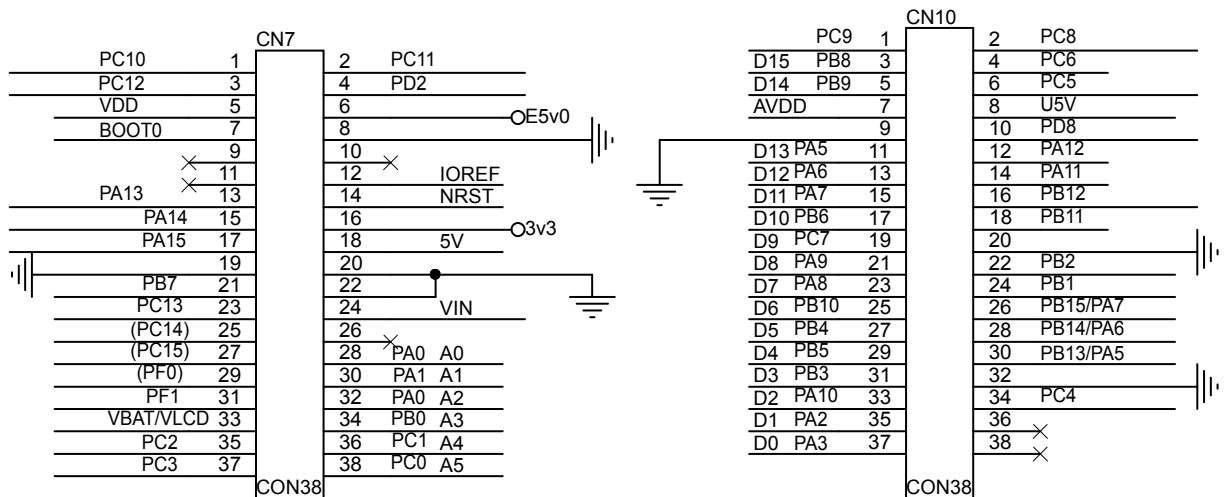 CN7
PC10 1 2 PC11
PC12 3 4 PD2
VDD 5 6 E5v0
BOOT0 7 8
9 10
11 12 IOREF
PA13 13 14 NRST
PA14 15 16 3v3
PA15 17 18 5V
19 20
PB7 21 22
PC13 23 24 VIN
(PC14) 25 26
(PC15) 27 28 PA0 A0
(PF0) 29 30 PA1 A1
PF1 31 32 PA0 A2
VBAT/VLCD 33 34 PB0 A3
PC2 35 36 PC1 A4
PC3 37 38 PC0 A5
CON38
CN10
PC9 1 2 PC8
D15 PB8 3 4 PC6
D14 PB9 5 6 PC5
AVDD 7 8 U5V
9 10 PD8
D13 PA5 11 12 PA12
D12 PA6 13 14 PA11
D11 PA7 15 16 PB12
D10 PB6 17 18 PB11
D9 PC7 19 20
D8 PA9 21 22 PB2
D7 PA8 23 24 PB1
D6 PB10 25 26 PB15/PA7
D5 PB4 27 28 PB14/PA6
D4 PB5 29 30 PB13/PA5
D3 PB3 31 32
D2 PA10 33 34 PC4
D1 PA2 35 36
D0 PA3 37 38
CON38